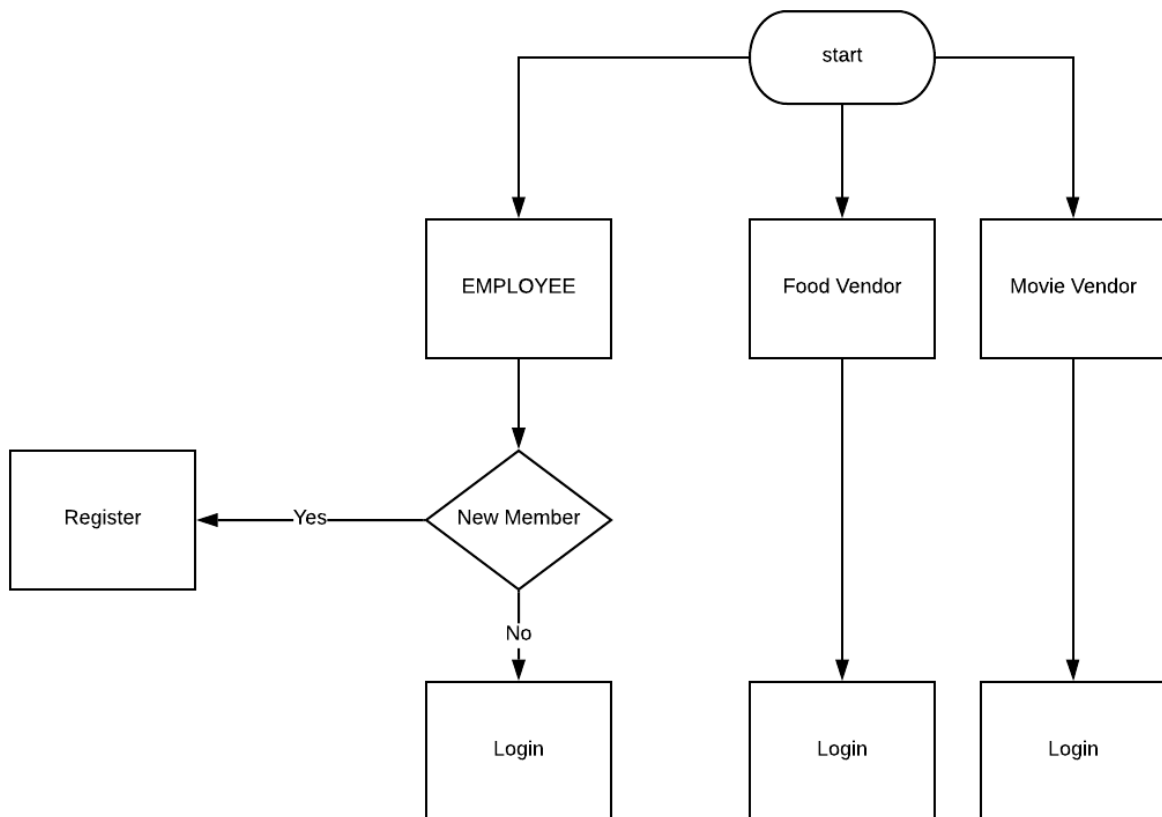 start
EMPLOYEE
Food Vendor
Movie Vendor
Register
Yes
New Member
No
Login
Login
Login